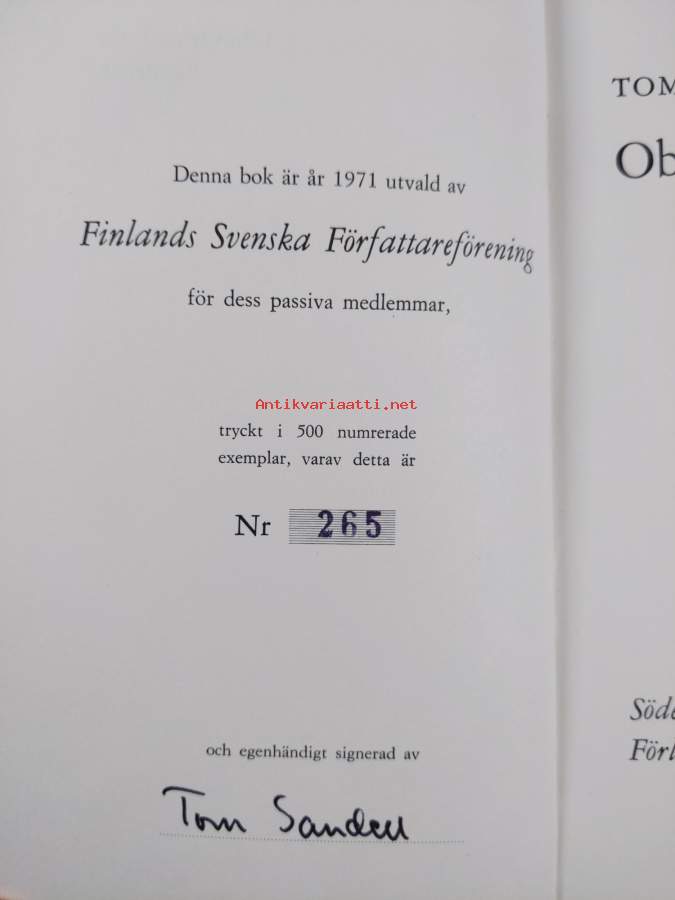 Denna bok är år 1971 utvald av
Finlands Svenska Författareförening
för dess passiva medlemmar,
Antikvariaatti.net
tryckt i 500 numrerade
exemplar, varav detta är
Nr 265
och egenhändigt signerad av
Tom Sandell
TOM
Ob
Söde
Förl